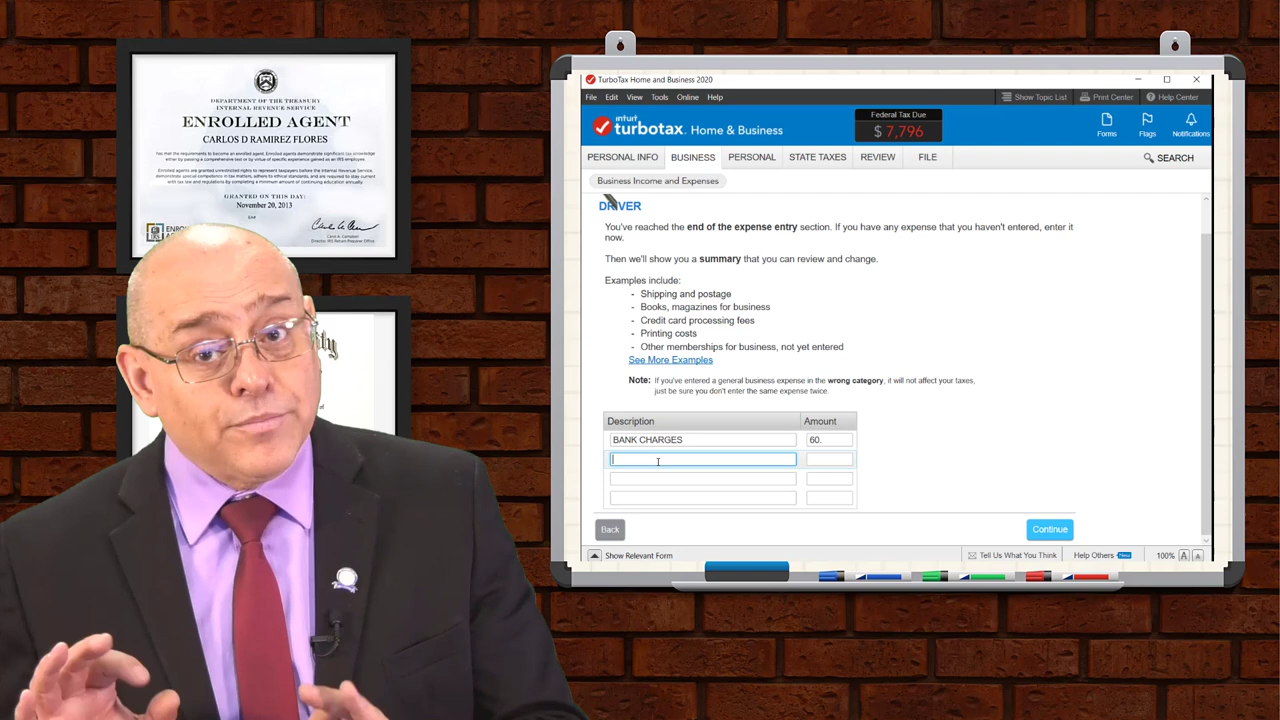 DEPARTMENT OF THE TREASURY
INTERNAL REVENUE SERVICE
ENROLLED AGENT
CARLOS D RAMIREZ FLORES
GRANTED ON THIS DAY:
November 20, 2013
TurboTax Home and Business 2020
File Edit View Tools Online Help
Show Topic List Print Center Help Center
intuit
turbotax. Home & Business
Federal Tax Due
$ 7,796
Forms Flags Notifications
PERSONAL INFO BUSINESS PERSONAL STATE TAXES REVIEW FILE SEARCH
Business Income and Expenses
DRIVER
You've reached the end of the expense entry section. If you have any expense that you haven't entered, enter it
now.
Then we'll show you a summary that you can review and change.
Examples include:
- Shipping and postage
- Books, magazines for business
- Credit card processing fees
- Printing costs
- Other memberships for business, not yet entered
See More Examples
Note: If you've entered a general business expense in the wrong category, it will not affect your taxes,
just be sure you don't enter the same expense twice.
Description Amount
BANK CHARGES 60.
Back Continue
Show Relevant Form Tell Us What You Think Help Others New 100% A A